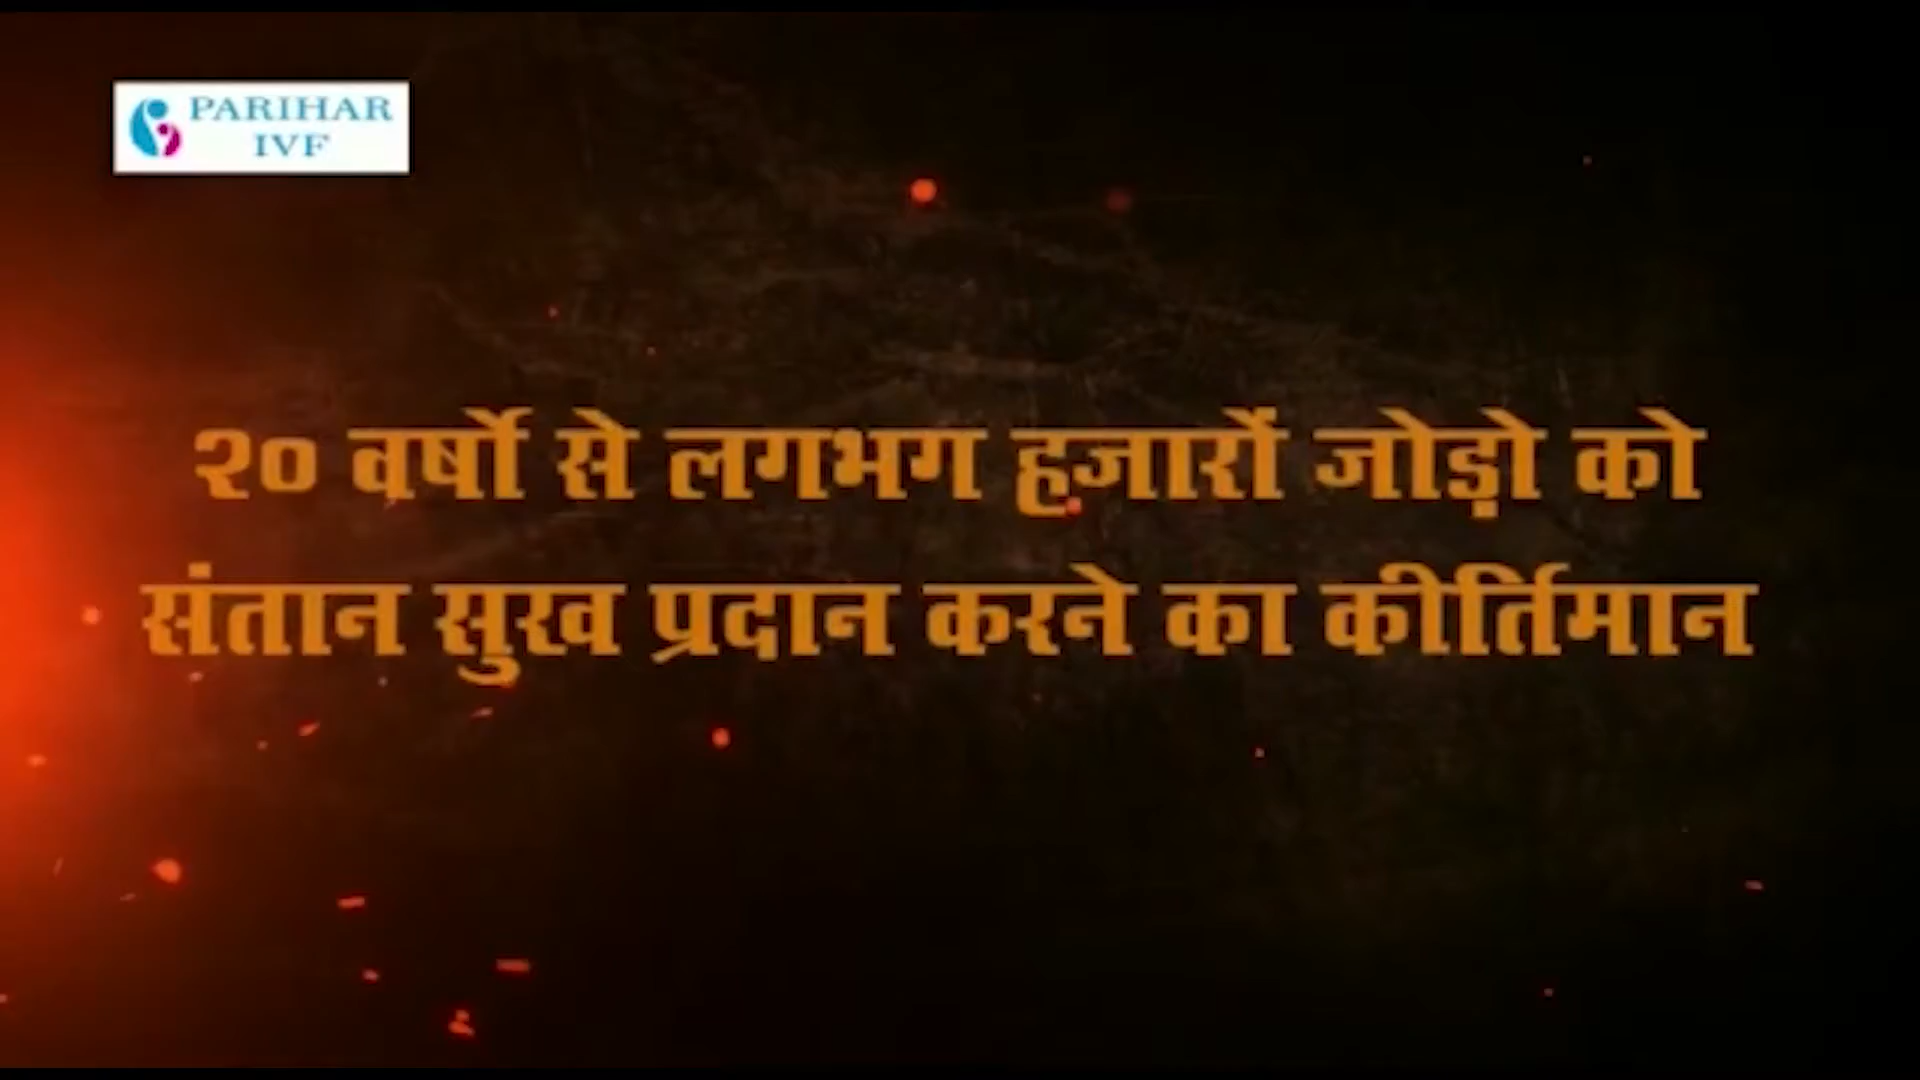 PARIHAR
IVF
२० वर्षो से लगभग हजारों जोड़ो को
संतान सुख प्रदान करने का कीर्तिमान